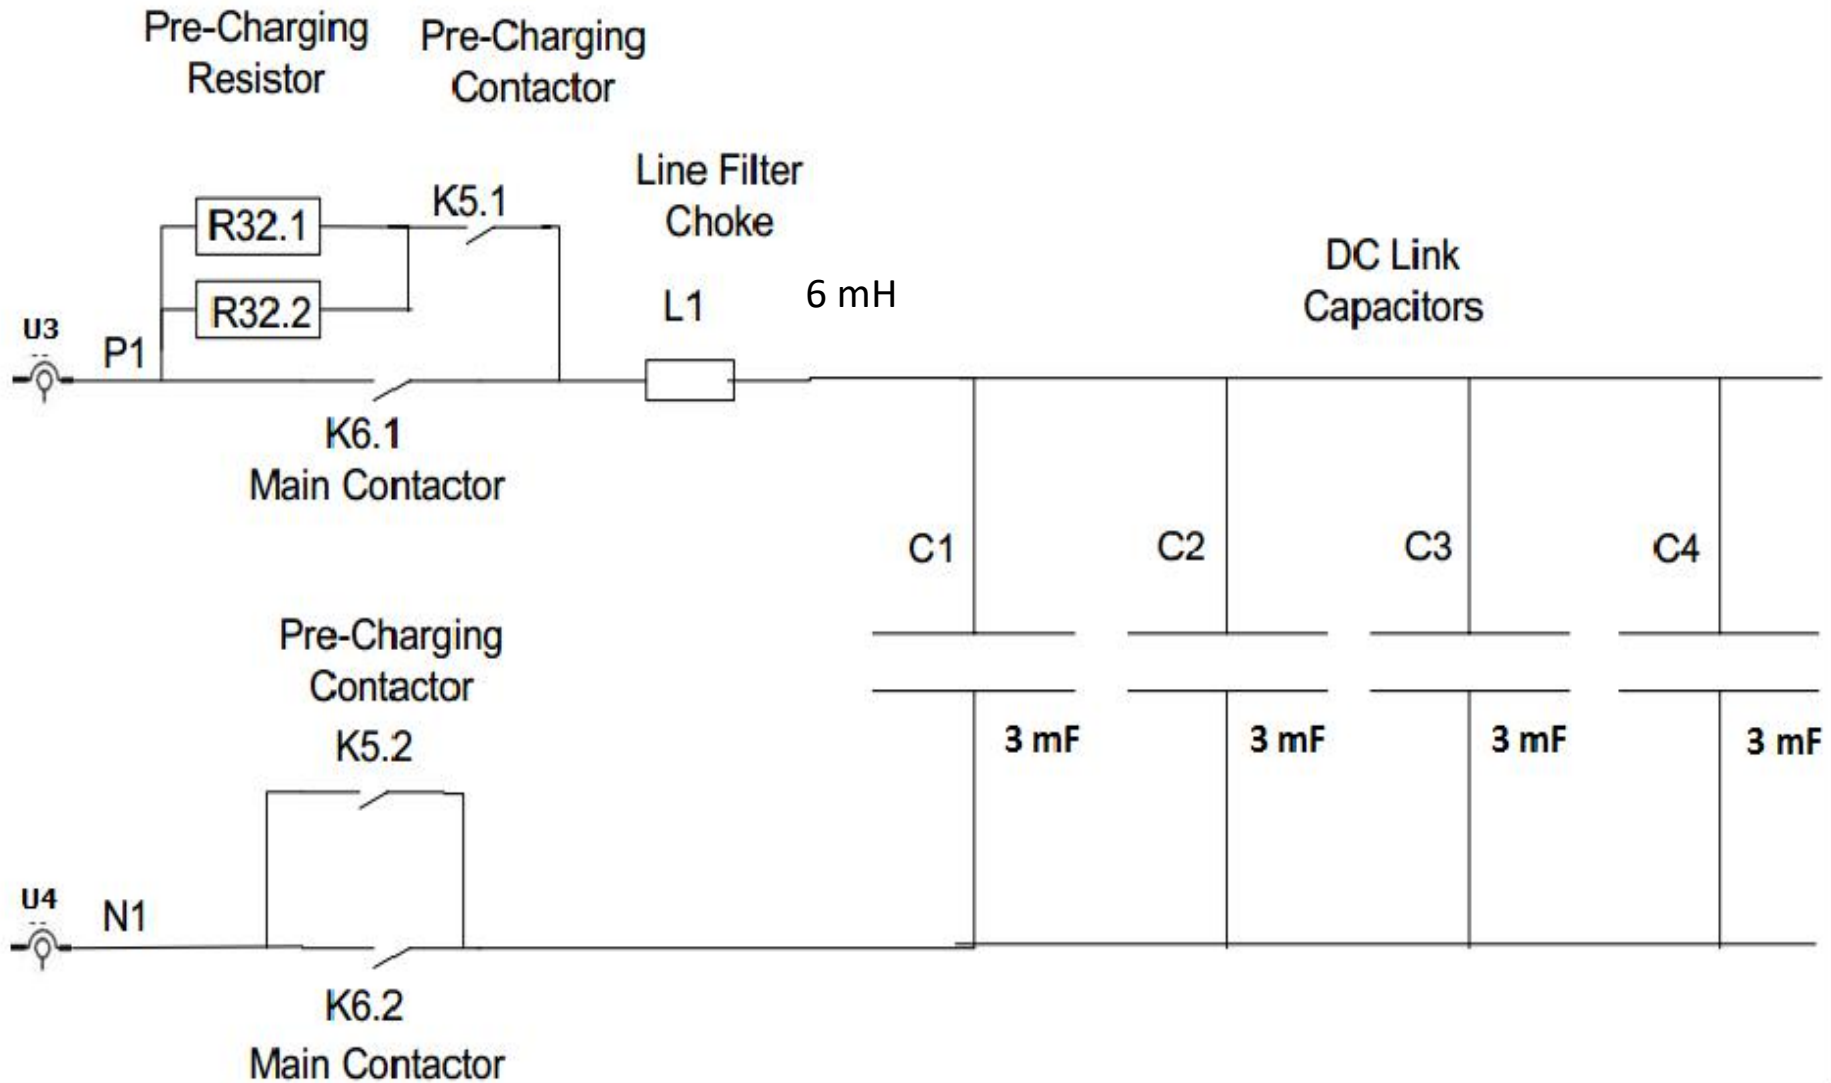 Pre-Charging
Resistor
Pre-Charging
Contactor
Line Filter
Choke
R32.1
K5.1
DC Link
Capacitors
R32.2
L1
6 mH
U3
P1
K6.1
Main Contactor
C1
C2
C3
C4
Pre-Charging
Contactor
K5.2
3 mF
3 mF
3 mF
3 mF
U4
N1
K6.2
Main Contactor